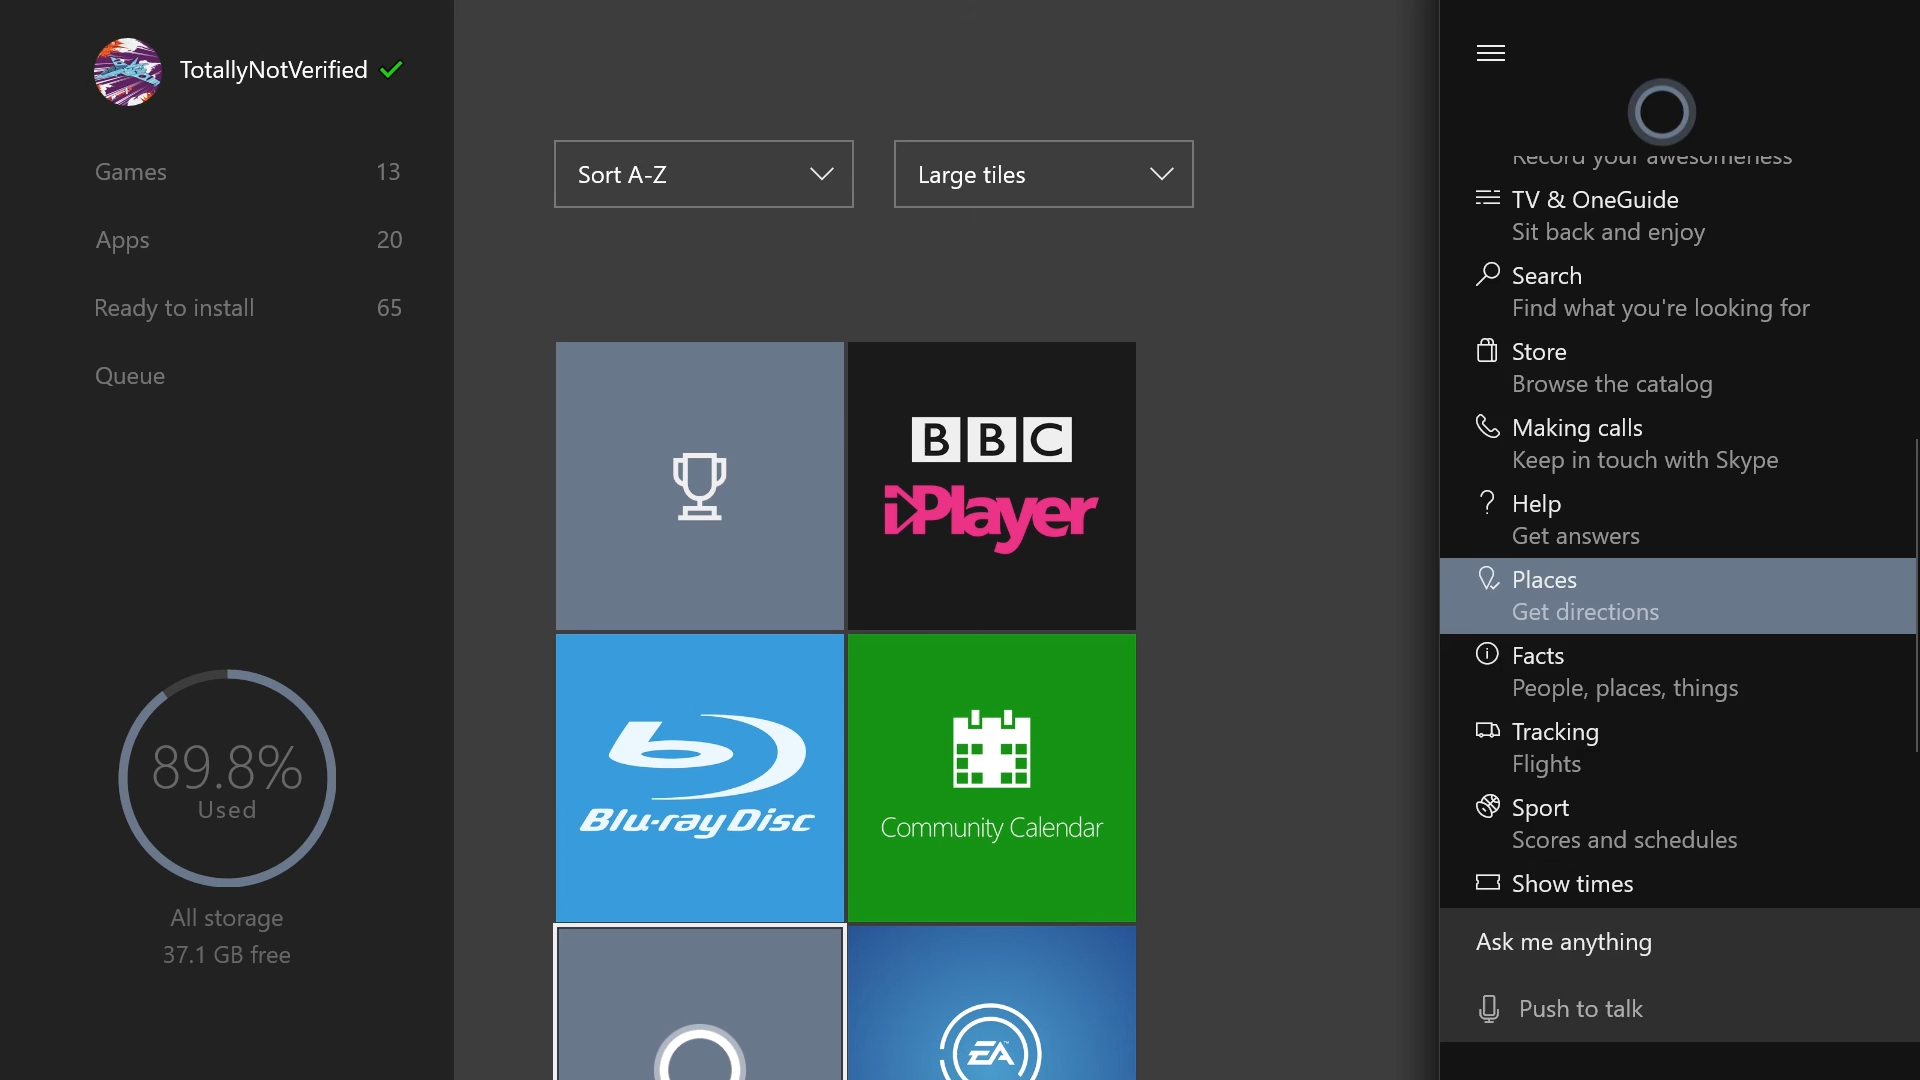 TotallyNotVerified
Games 13
Apps 20
Ready to install 65
Queue
89.8%
Used
All storage
37.1 GB free
Sort A-Z
Large tiles
BBC
iPlayer
Blu-ray Disc
Community Calendar
EA
Record your awesomeness
TV & OneGuide
Sit back and enjoy
Search
Find what you're looking for
Store
Browse the catalog
Making calls
Keep in touch with Skype
Help
Get answers
Places
Get directions
Facts
People, places, things
Tracking
Flights
Sport
Scores and schedules
Show times
Ask me anything
Push to talk